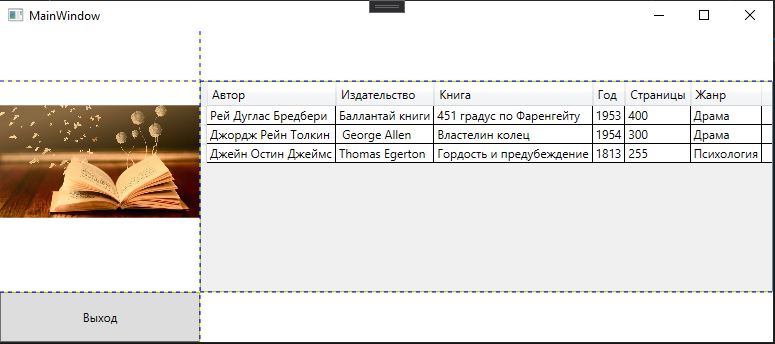 MainWindow
Автор Издательство Книга Год Страницы Жанр
Рей Дуглас Бредбери Баллантай книги 451 градус по Фаренгейту 1953 400 Драма
Джордж Рейн Толкин George Allen Властелин колец 1954 300 Драма
Джейн Остин Джеймс Thomas Egerton Гордость и предубеждение 1813 255 Психология
Выход